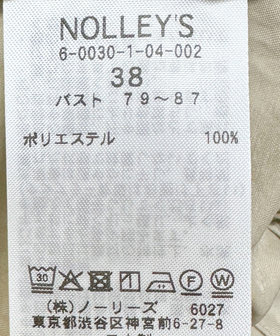 NOLLEY'S
6-0030-1-04-002
38
バスト 79～87
ポリエステル 100%
30 P W
(株)ノーリーズ 6027
東京都渋谷区神宮前6-27-8